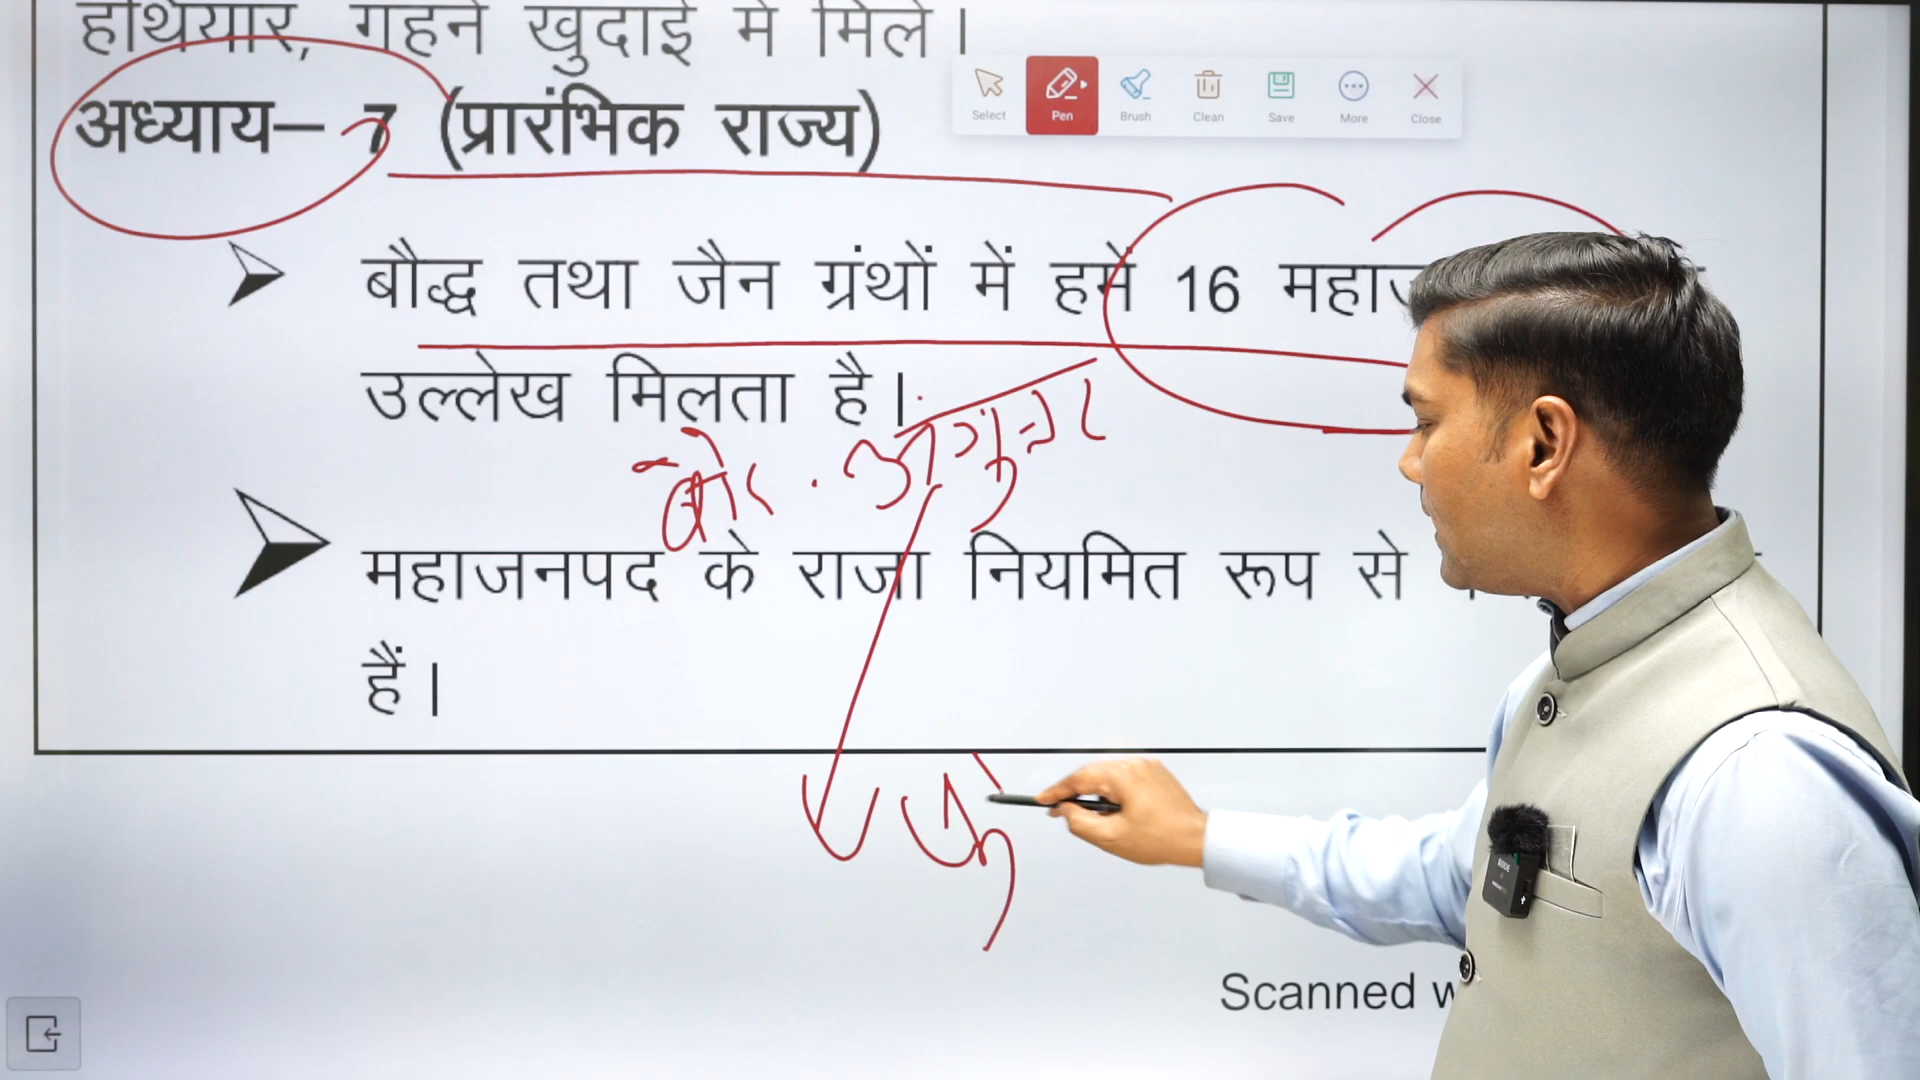 हथियार, गहने खुदाई में मिले।
अध्याय– 7 (प्रारंभिक राज्य)
Select Pen Brush Clean Save More Close
बौद्ध तथा जैन ग्रंथों में हमें 16
उल्लेख मिलता है।
महाजनपद के राजा नियमित रूप से
हैं।
Scanned